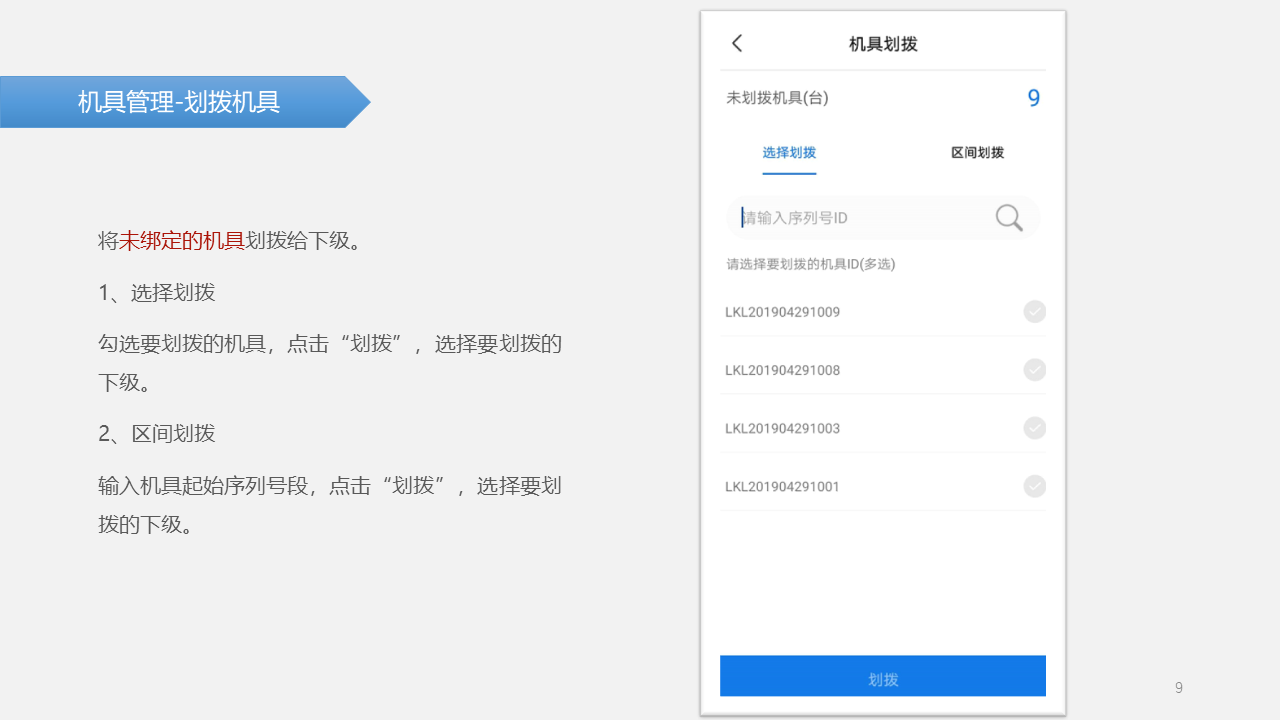 机具管理-划拨机具
将未绑定的机具划拨给下级。
1、选择划拨
勾选要划拨的机具，点击“划拨”，选择要划拨的
下级。
2、区间划拨
输入机具起始序列号段，点击“划拨”，选择要划
拨的下级。
机具划拨
未划拨机具(台) 9
选择划拨 区间划拨
请输入序列号ID
请选择要划拨的机具ID(多选)
LKL201904291009
LKL201904291008
LKL201904291003
LKL201904291001
划拨
9